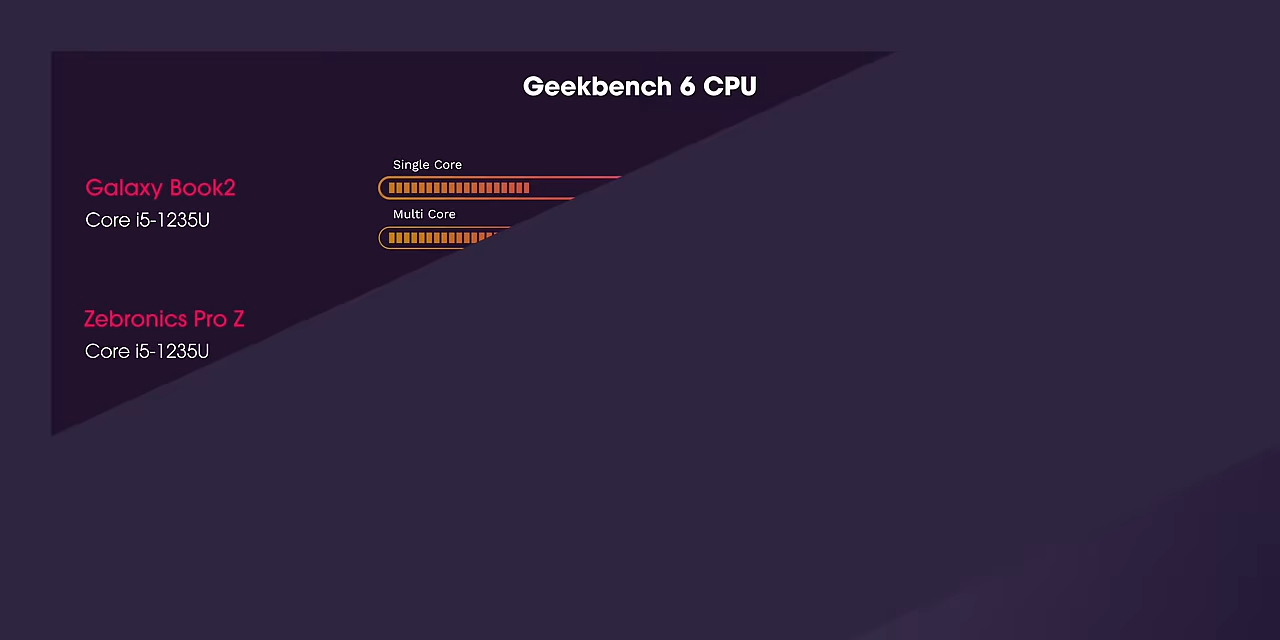 Geekbench 6 CPU
Single Core
Galaxy Book2
Core i5-1235U
Multi Core
Zebronics Pro Z
Core i5-1235U